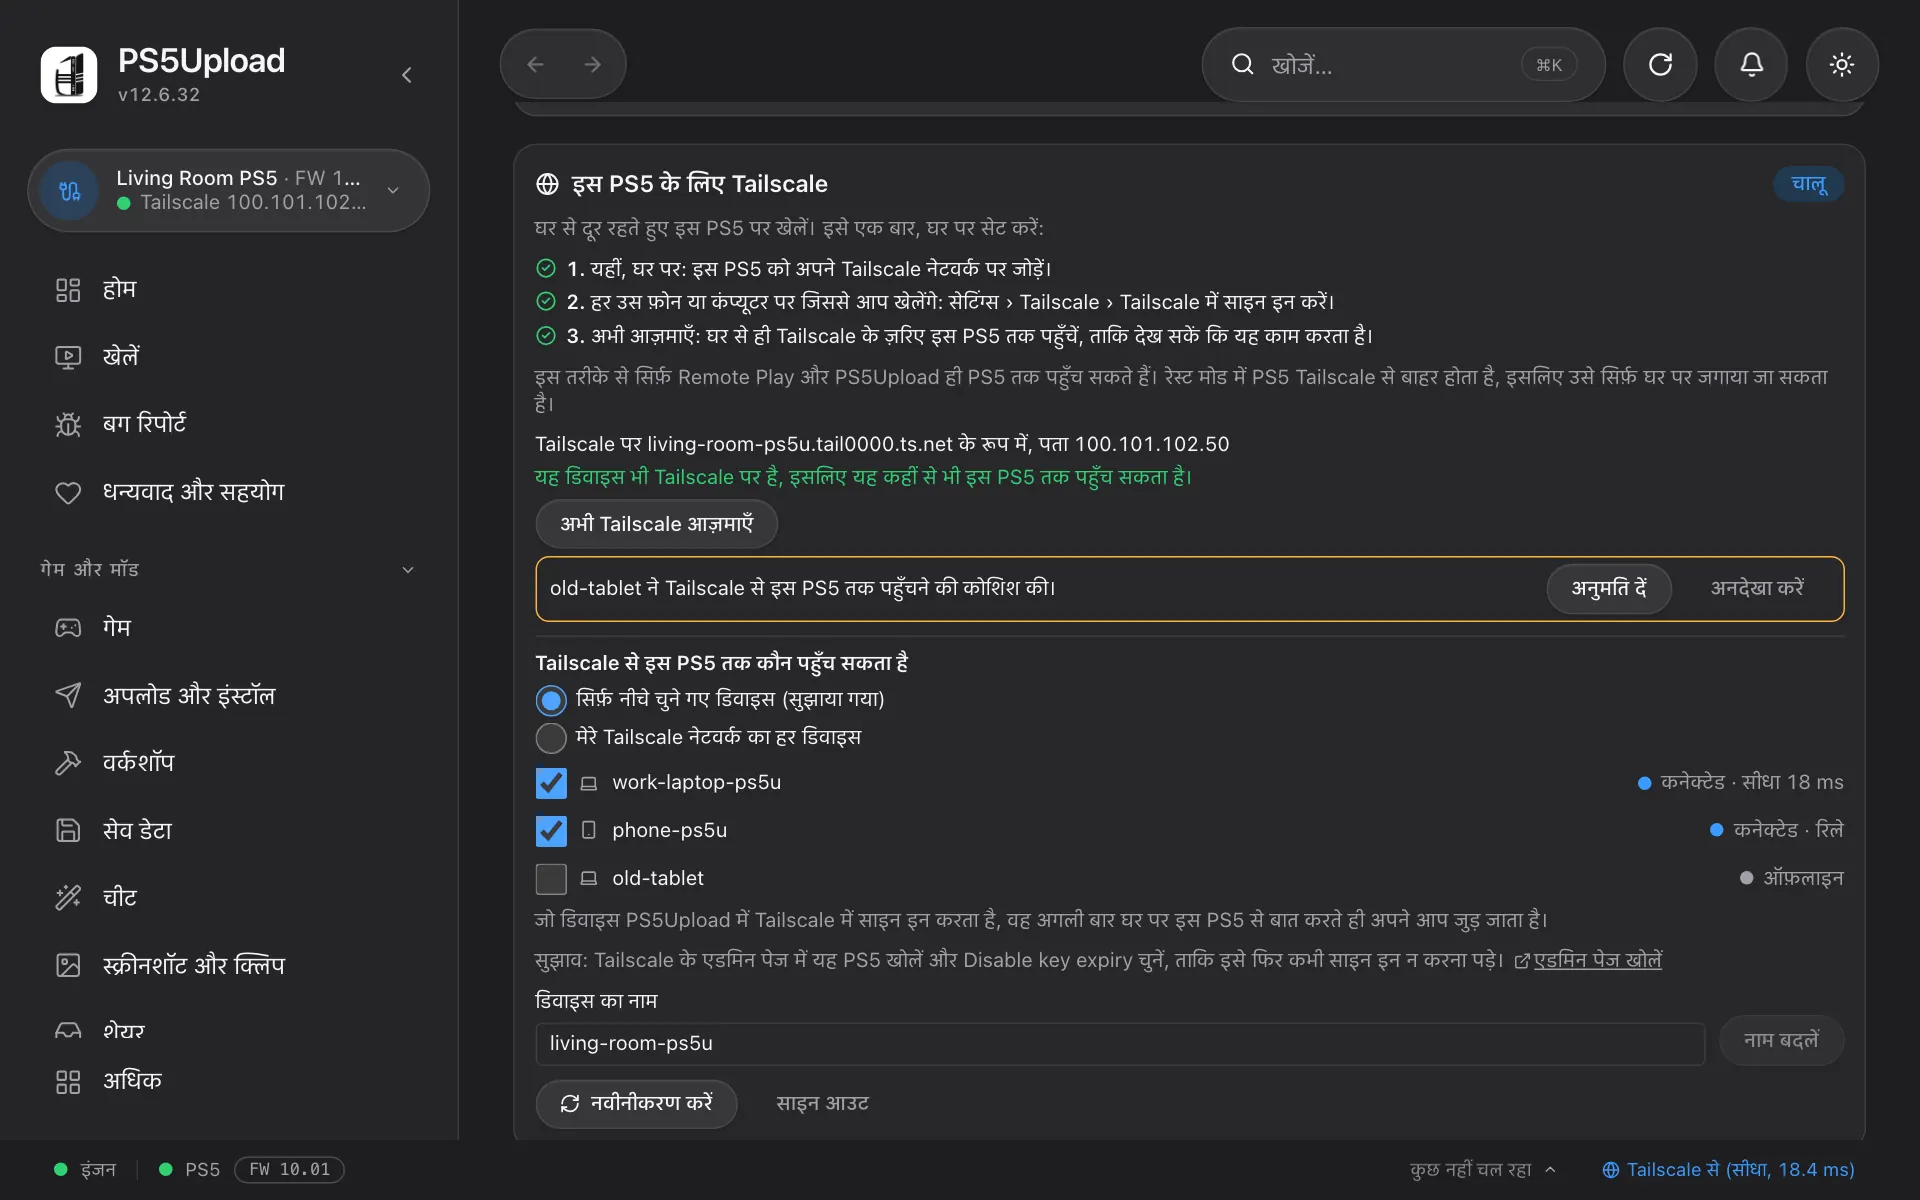 PS5Upload
v12.6.32
Living Room PS5 · FW 1...
Tailscale 100.101.102...
होम
खेलें
बग रिपोर्ट
धन्यवाद और सहयोग
गेम और मॉड
गेम
अपलोड और इंस्टॉल
वर्कशॉप
सेव डेटा
चीट
स्क्रीनशॉट और क्लिप
शेयर
अधिक
खोजें...
⌘K
इस PS5 के लिए Tailscale
चालू
घर से दूर रहते हुए इस PS5 पर खेलें। इसे एक बार, घर पर सेट करें:
1. यहीं, घर पर: इस PS5 को अपने Tailscale नेटवर्क पर जोड़ें।
2. हर उस फ़ोन या कंप्यूटर पर जिससे आप खेलेंगे: सेटिंग्स › Tailscale › Tailscale में साइन इन करें।
3. अभी आज़माएँ: घर से ही Tailscale के ज़रिए इस PS5 तक पहुँचें, ताकि देख सकें कि यह काम करता है।
इस तरीके से सिर्फ़ Remote Play और PS5Upload ही PS5 तक पहुँच सकते हैं। रेस्ट मोड में PS5 Tailscale से बाहर होता है, इसलिए उसे सिर्फ़ घर पर जगाया जा सकता
है।
Tailscale पर living-room-ps5u.tail0000.ts.net के रूप में, पता 100.101.102.50
यह डिवाइस भी Tailscale पर है, इसलिए यह कहीं से भी इस PS5 तक पहुँच सकता है।
अभी Tailscale आज़माएँ
old-tablet ने Tailscale से इस PS5 तक पहुँचने की कोशिश की।
अनुमति दें
अनदेखा करें
Tailscale से इस PS5 तक कौन पहुँच सकता है
सिर्फ़ नीचे चुने गए डिवाइस (सुझाया गया)
मेरे Tailscale नेटवर्क का हर डिवाइस
work-laptop-ps5u
कनेक्टेड · सीधा 18 ms
phone-ps5u
कनेक्टेड · रिले
old-tablet
ऑफ़लाइन
जो डिवाइस PS5Upload में Tailscale में साइन इन करता है, वह अगली बार घर पर इस PS5 से बात करते ही अपने आप जुड़ जाता है।
सुझाव: Tailscale के एडमिन पेज में यह PS5 खोलें और Disable key expiry चुनें, ताकि इसे फिर कभी साइन इन न करना पड़े। एडमिन पेज खोलें
डिवाइस का नाम
living-room-ps5u
नाम बदलें
नवीनीकरण करें
साइन आउट
इंजन
PS5
FW 10.01
कुछ नहीं चल रहा
Tailscale से (सीधा, 18.4 ms)